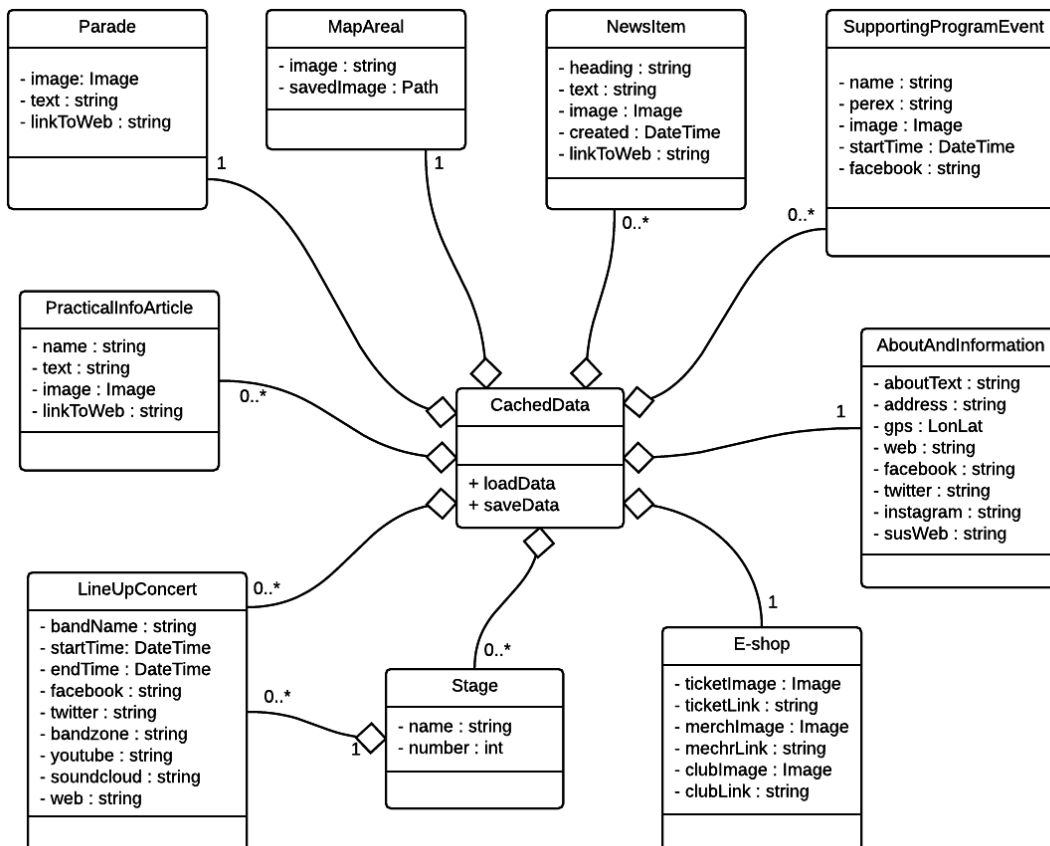 Parade
- image: Image
- text : string
- linkToWeb : string
1
MapAreal
- image : string
- savedImage : Path
1
NewsItem
- heading : string
- text : string
- image : Image
- created : DateTime
- linkToWeb : string
0..*
SupportingProgramEvent
- name : string
- perex : string
- image : Image
- startTime : DateTime
- facebook : string
0..*
PracticalInfoArticle
- name : string
- text : string
- image : Image
- linkToWeb : string
0..*
CachedData
+ loadData
+ saveData
AboutAndInformation
- aboutText : string
- address : string
- gps : LonLat
- web : string
- facebook : string
- twitter : string
- instagram : string
- susWeb : string
1
LineUpConcert
- bandName : string
- startTime: DateTime
- endTime : DateTime
- facebook : string
- twitter : string
- bandzone : string
- youtube : string
- soundcloud : string
- web : string
0..*
0..*
1
Stage
- name : string
- number : int
0..*
E-shop
- ticketImage : Image
- ticketLink : string
- merchImage : Image
- mechrLink : string
- clubImage : Image
- clubLink : string
1